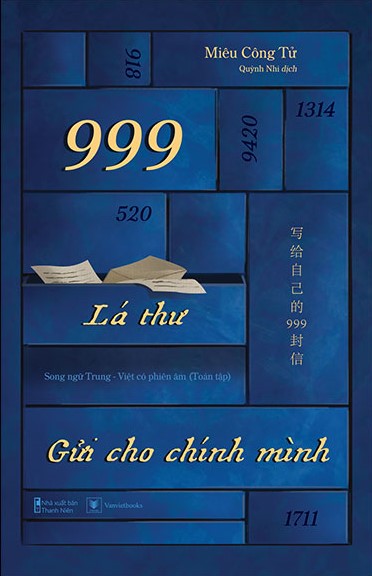 Miêu Công Tử
Quỳnh Nhi dịch
918
999
9420
1314
520
写给自己的999封信
Lá thư
Song ngữ Trung - Việt có phiên âm (Toàn tập)
Gửi cho chính mình
Nhà xuất bản
Thanh Niên
Vanvietbooks
1711